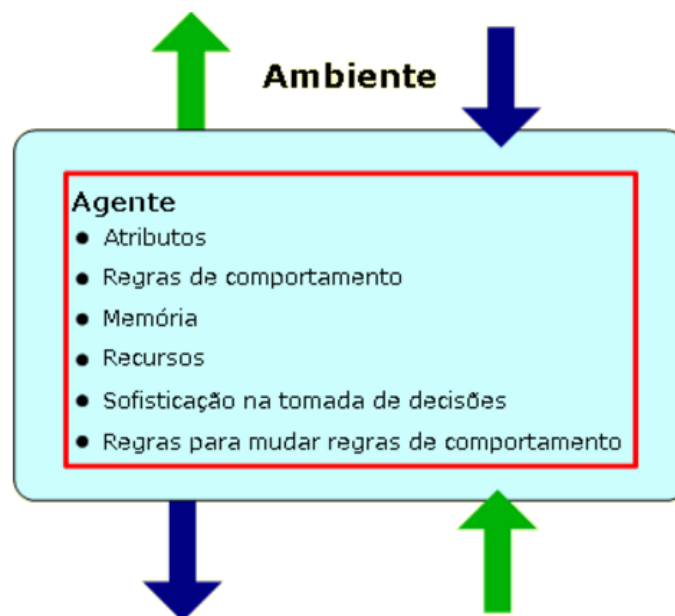 Ambiente
Agente
● Atributos
● Regras de comportamento
● Memória
● Recursos
● Sofisticação na tomada de decisões
● Regras para mudar regras de comportamento